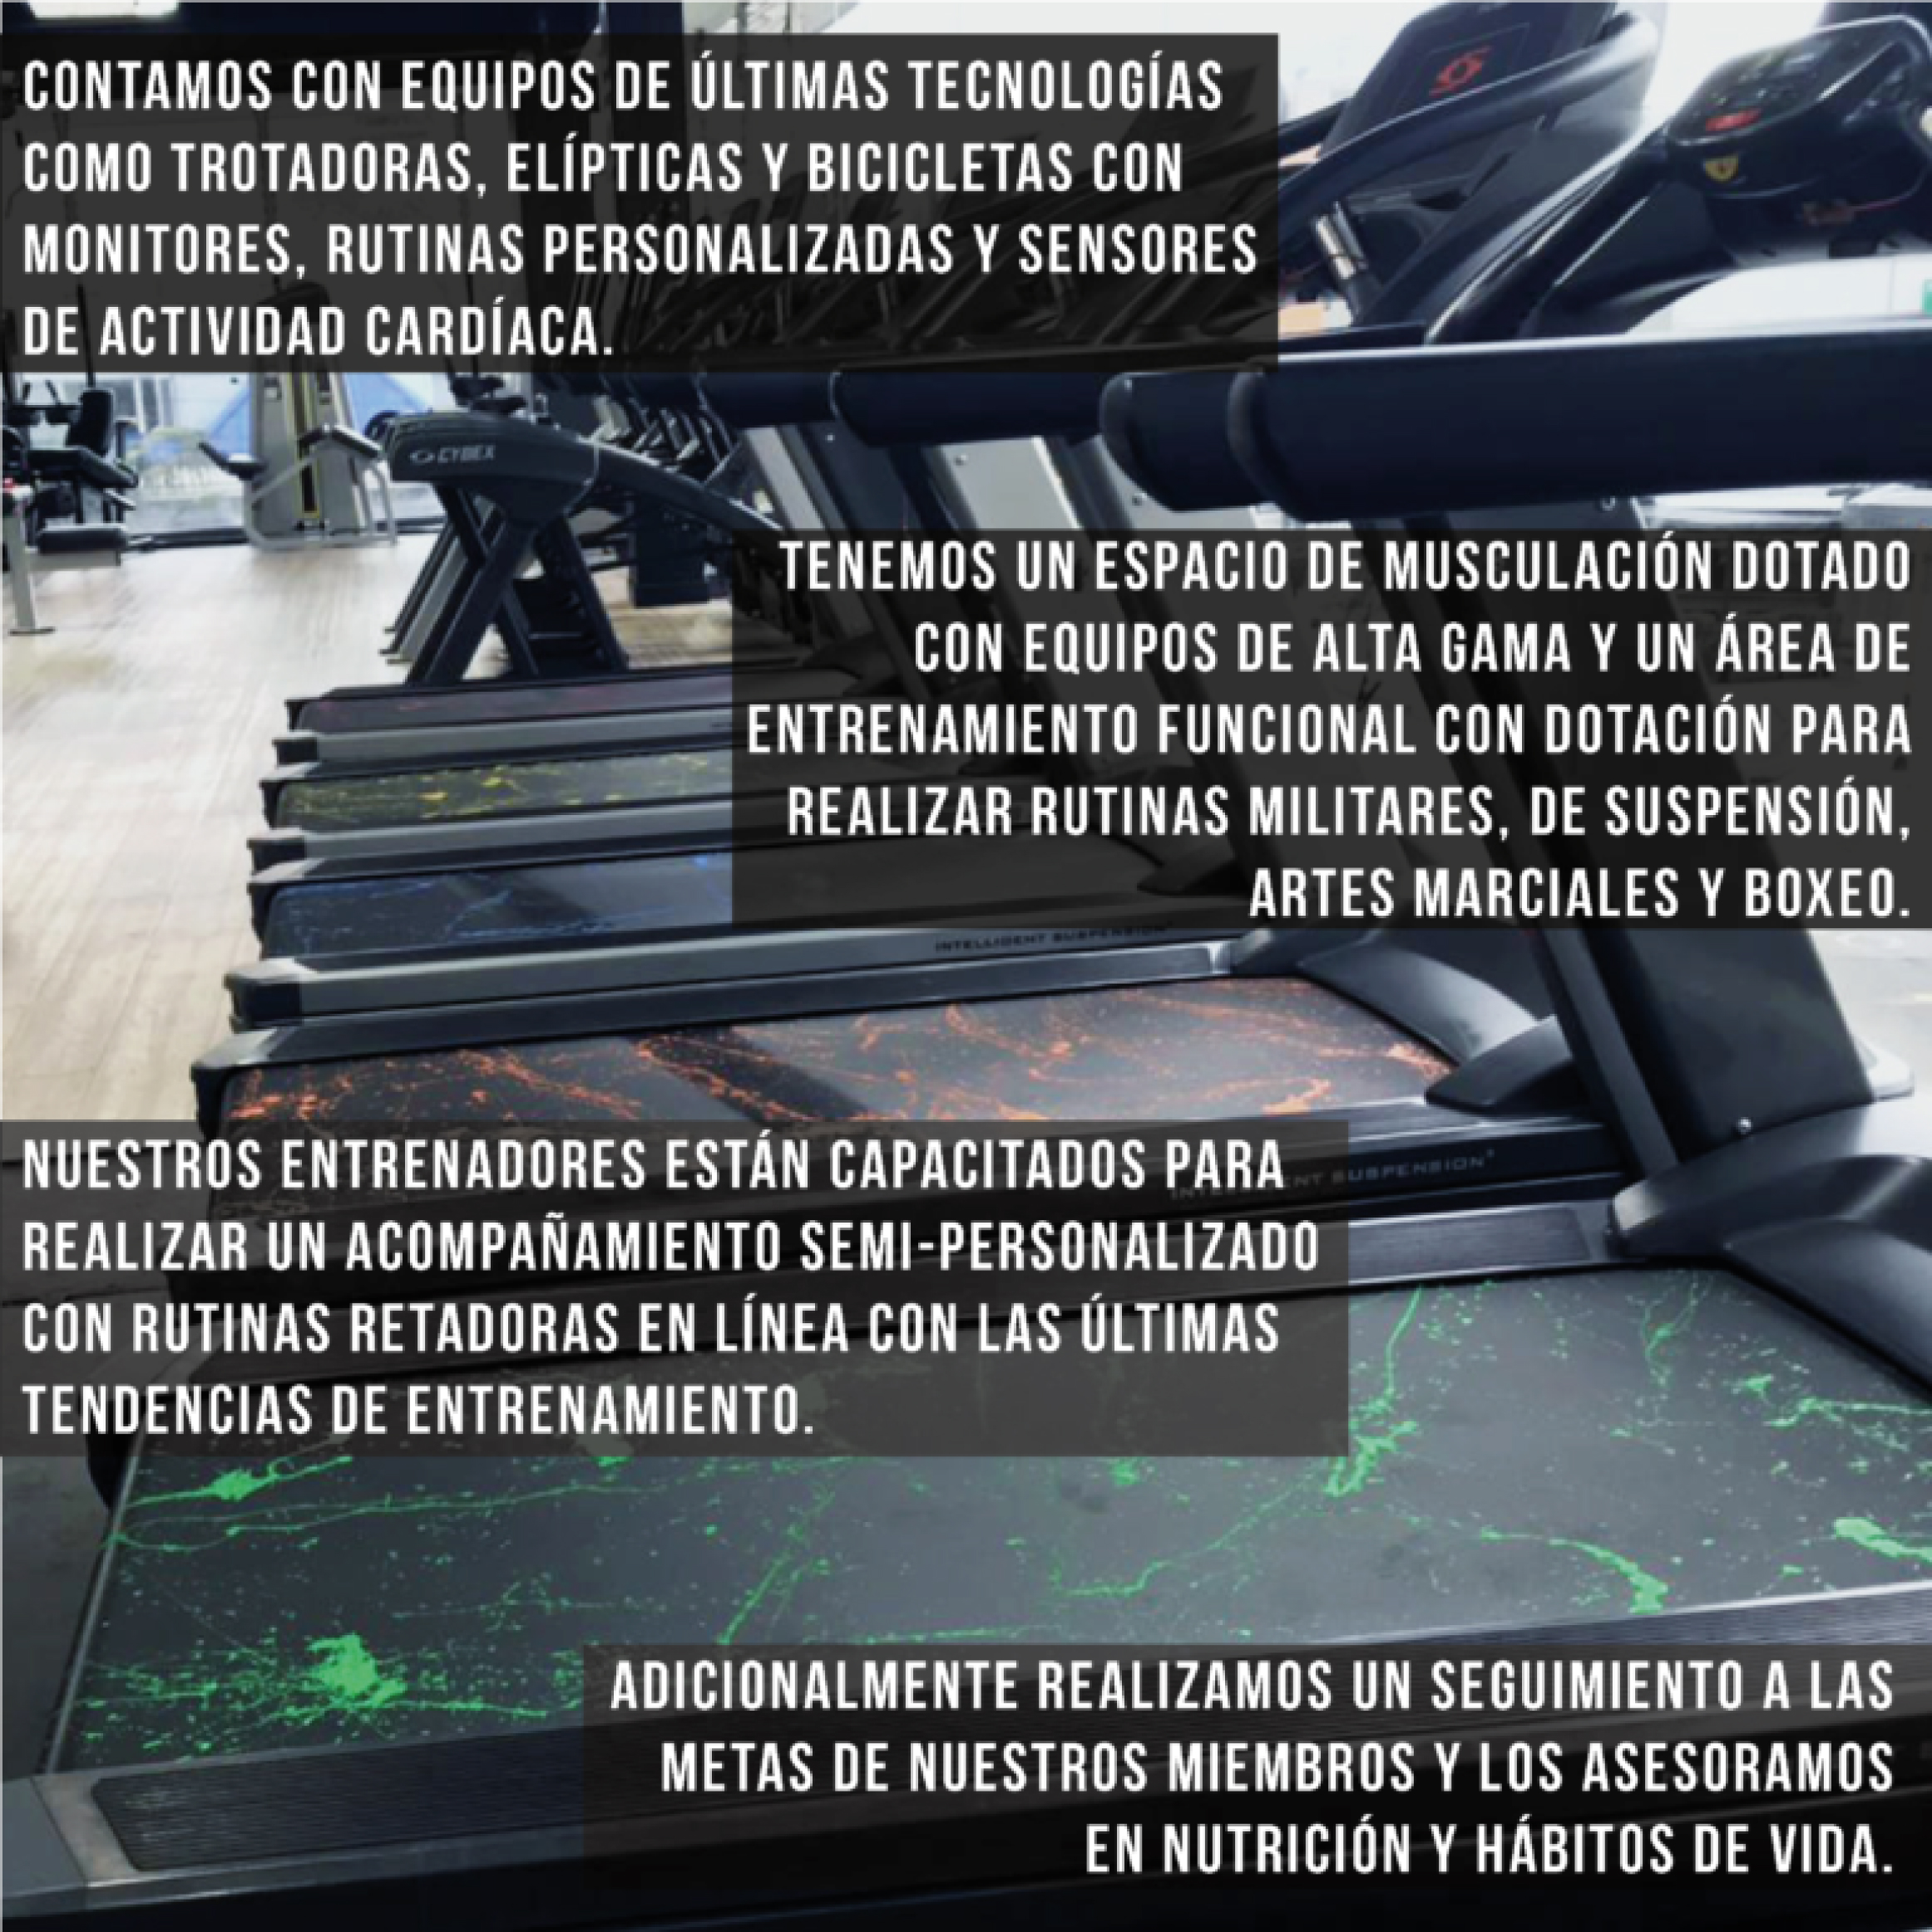 CONTAMOS CON EQUIPOS DE ÚLTIMAS TECNOLOGÍAS
COMO TROTADORAS, ELÍPTICAS Y BICICLETAS CON
MONITORES, RUTINAS PERSONALIZADAS Y SENSORES
DE ACTIVIDAD CARDÍACA.
CYBEX
TENEMOS UN ESPACIO DE MUSCULACIÓN DOTADO
CON EQUIPOS DE ALTA GAMA Y UN ÁREA DE
ENTRENAMIENTO FUNCIONAL CON DOTACIÓN PARA
REALIZAR RUTINAS MILITARES, DE SUSPENSIÓN,
ARTES MARCIALES Y BOXEO.
INTELLIGENT SUSPENSION
NUESTROS ENTRENADORES ESTÁN CAPACITADOS PARA
REALIZAR UN ACOMPAÑAMIENTO SEMI-PERSONALIZADO
CON RUTINAS RETADORAS EN LÍNEA CON LAS ÚLTIMAS
TENDENCIAS DE ENTRENAMIENTO.
SUSPENSION
ADICIONALMENTE REALIZAMOS UN SEGUIMIENTO A LAS
METAS DE NUESTROS MIEMBROS Y LOS ASESORAMOS
EN NUTRICIÓN Y HÁBITOS DE VIDA.